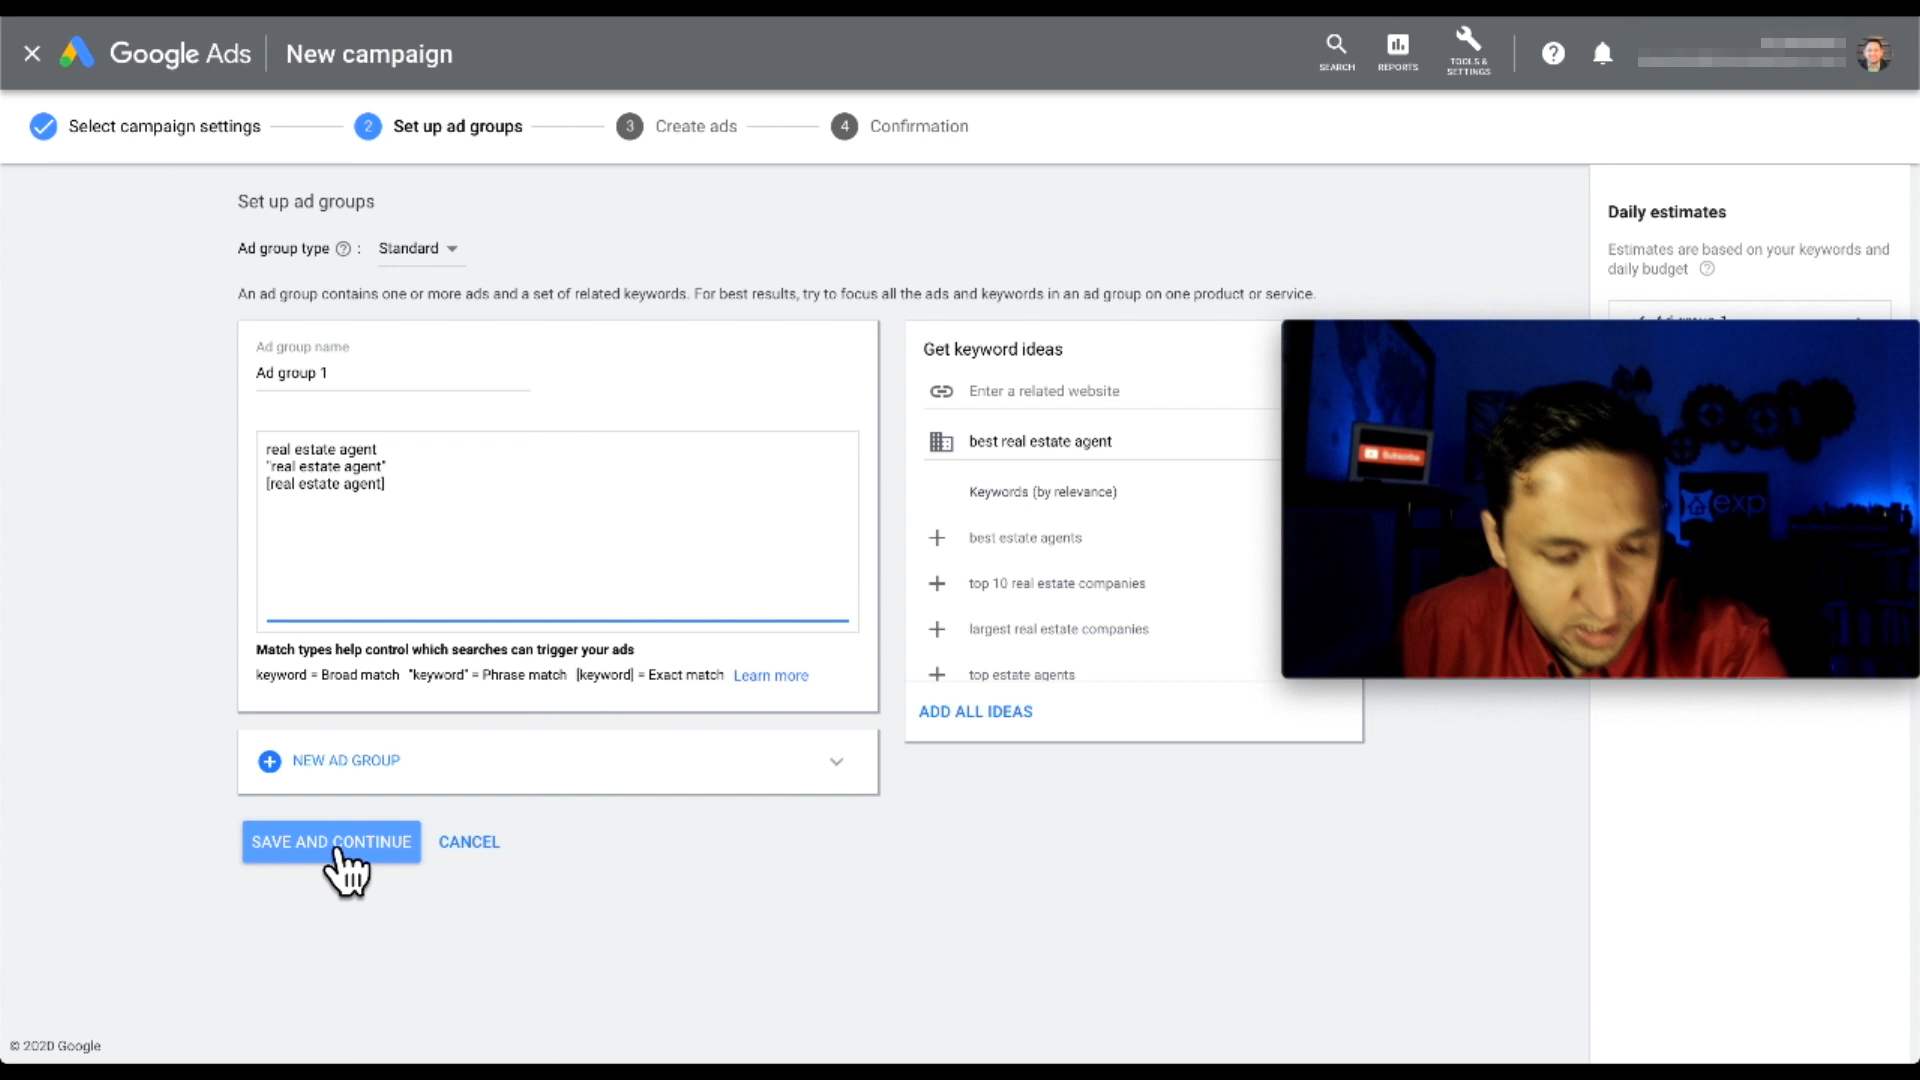 Google Ads
New campaign
SEARCH
REPORTS
TOOLS &
SETTINGS
Select campaign settings
2
Set up ad groups
3
Create ads
4
Confirmation
Set up ad groups
Ad group type ? :
Standard
An ad group contains one or more ads and a set of related keywords. For best results, try to focus all the ads and keywords in an ad group on one product or service.
Ad group name
Ad group 1
real estate agent
"real estate agent"
[real estate agent]
Match types help control which searches can trigger your ads
keyword = Broad match "keyword" = Phrase match [keyword] = Exact match Learn more
NEW AD GROUP
SAVE AND CONTINUE
CANCEL
Get keyword ideas
Enter a related website
best real estate agent
Keywords (by relevance)
best estate agents
top 10 real estate companies
largest real estate companies
top estate agents
ADD ALL IDEAS
Daily estimates
Estimates are based on your keywords and
daily budget ?
Subscribe
exp
© 2020 Google